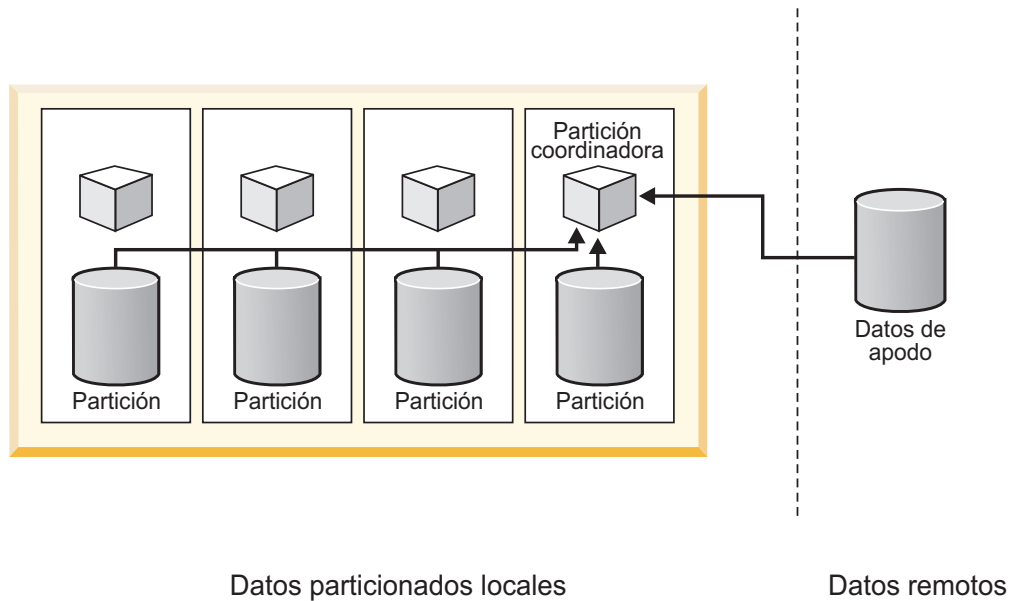 Partición
coordinadora
Datos de
apodo
Partición
Partición
Partición
Partición
Datos particionados locales
Datos remotos